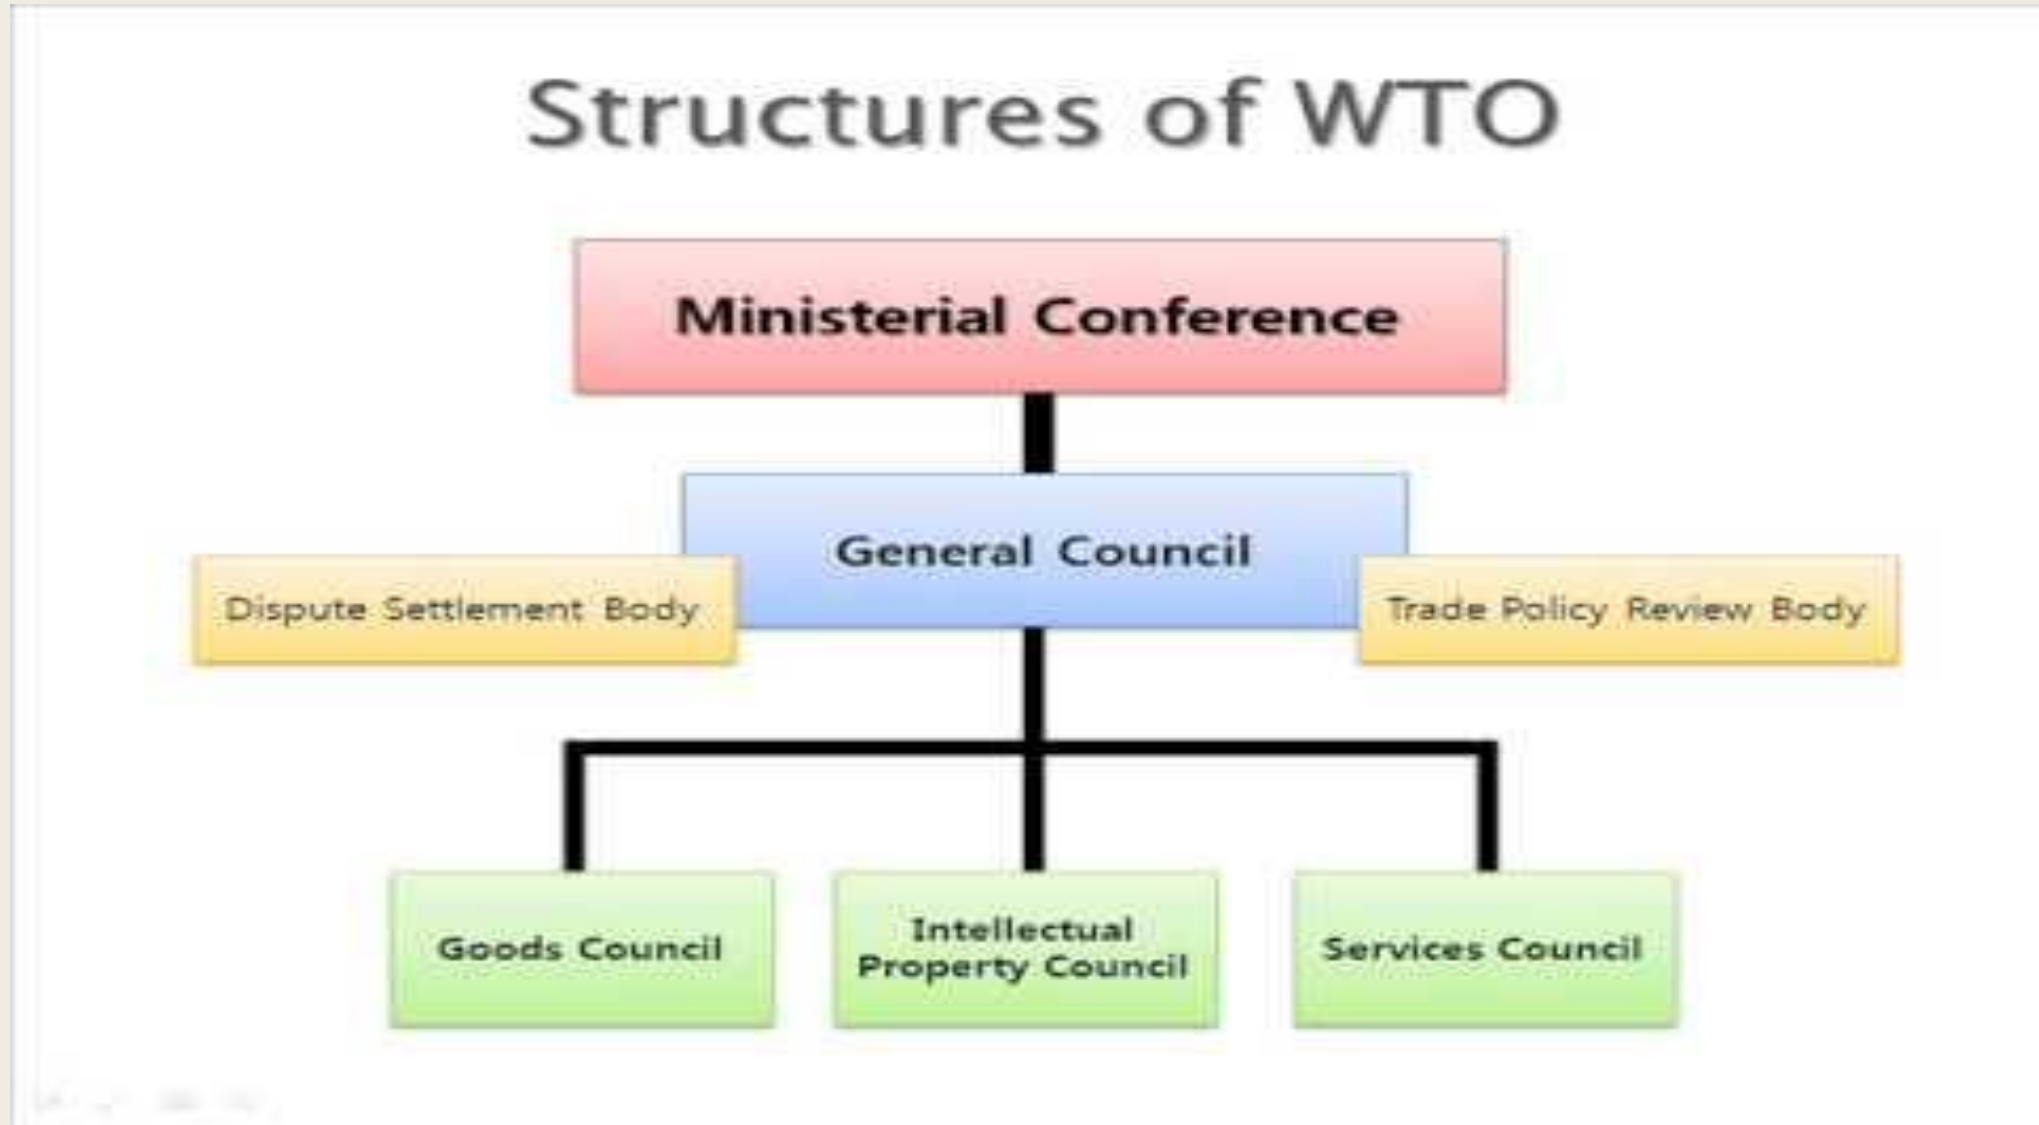 Structures of WTO
Ministerial Conference
General Council
Dispute Settlement Body
Trade Policy Review Body
Goods Council
Intellectual
Property Council
Services Council